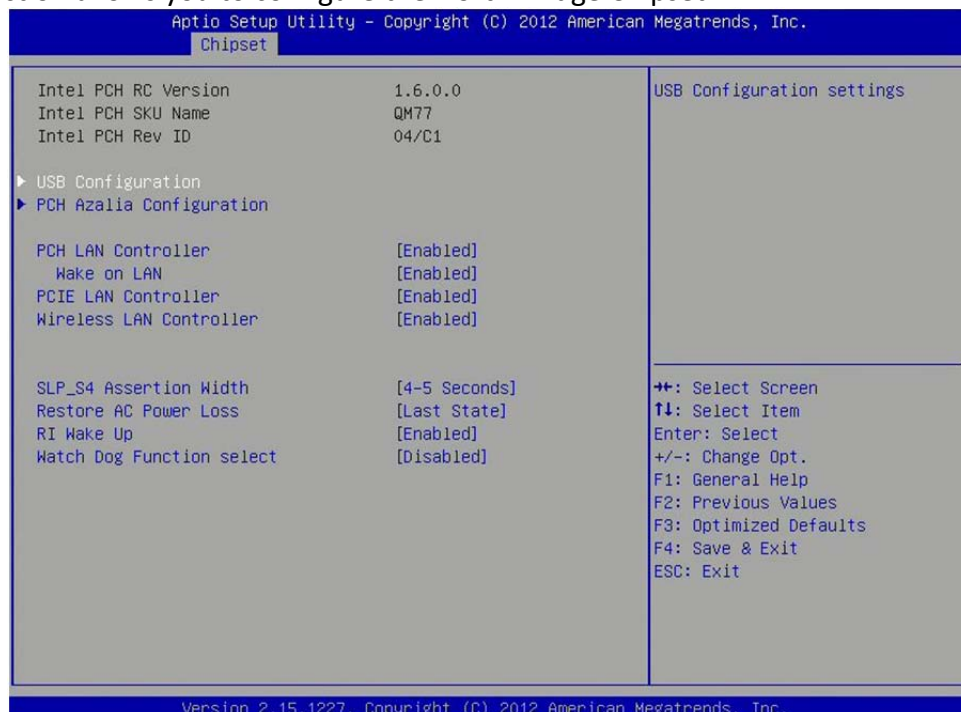 Aptio Setup Utility – Copyright (C) 2012 American Megatrends, Inc.
Chipset
Intel PCH RC Version 1.6.0.0
Intel PCH SKU Name QM77
Intel PCH Rev ID 04/C1
USB Configuration
PCH Azalia Configuration
PCH LAN Controller [Enabled]
Wake on LAN [Enabled]
PCIE LAN Controller [Enabled]
Wireless LAN Controller [Enabled]
SLP_S4 Assertion Width [4-5 Seconds]
Restore AC Power Loss [Last State]
RI Wake Up [Enabled]
Watch Dog Function select [Disabled]
USB Configuration settings
→←: Select Screen
↑↓: Select Item
Enter: Select
+/-: Change Opt.
F1: General Help
F2: Previous Values
F3: Optimized Defaults
F4: Save & Exit
ESC: Exit
Version 2.15.1227. Copyright (C) 2012 American Megatrends, Inc.